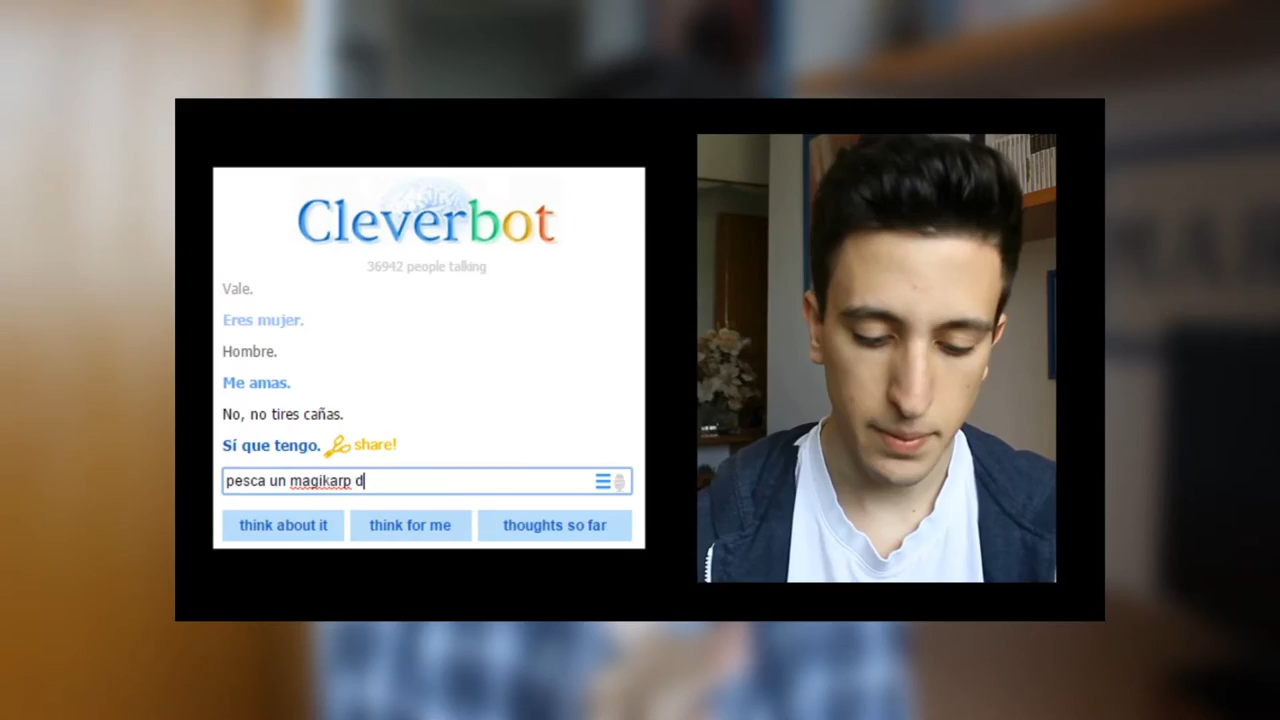 Cleverbot
36942 people talking
Vale.
Eres mujer.
Hombre.
Me amas.
No, no tires cañas.
Sí que tengo. share!
pesca un magikarp d
think about it think for me thoughts so far